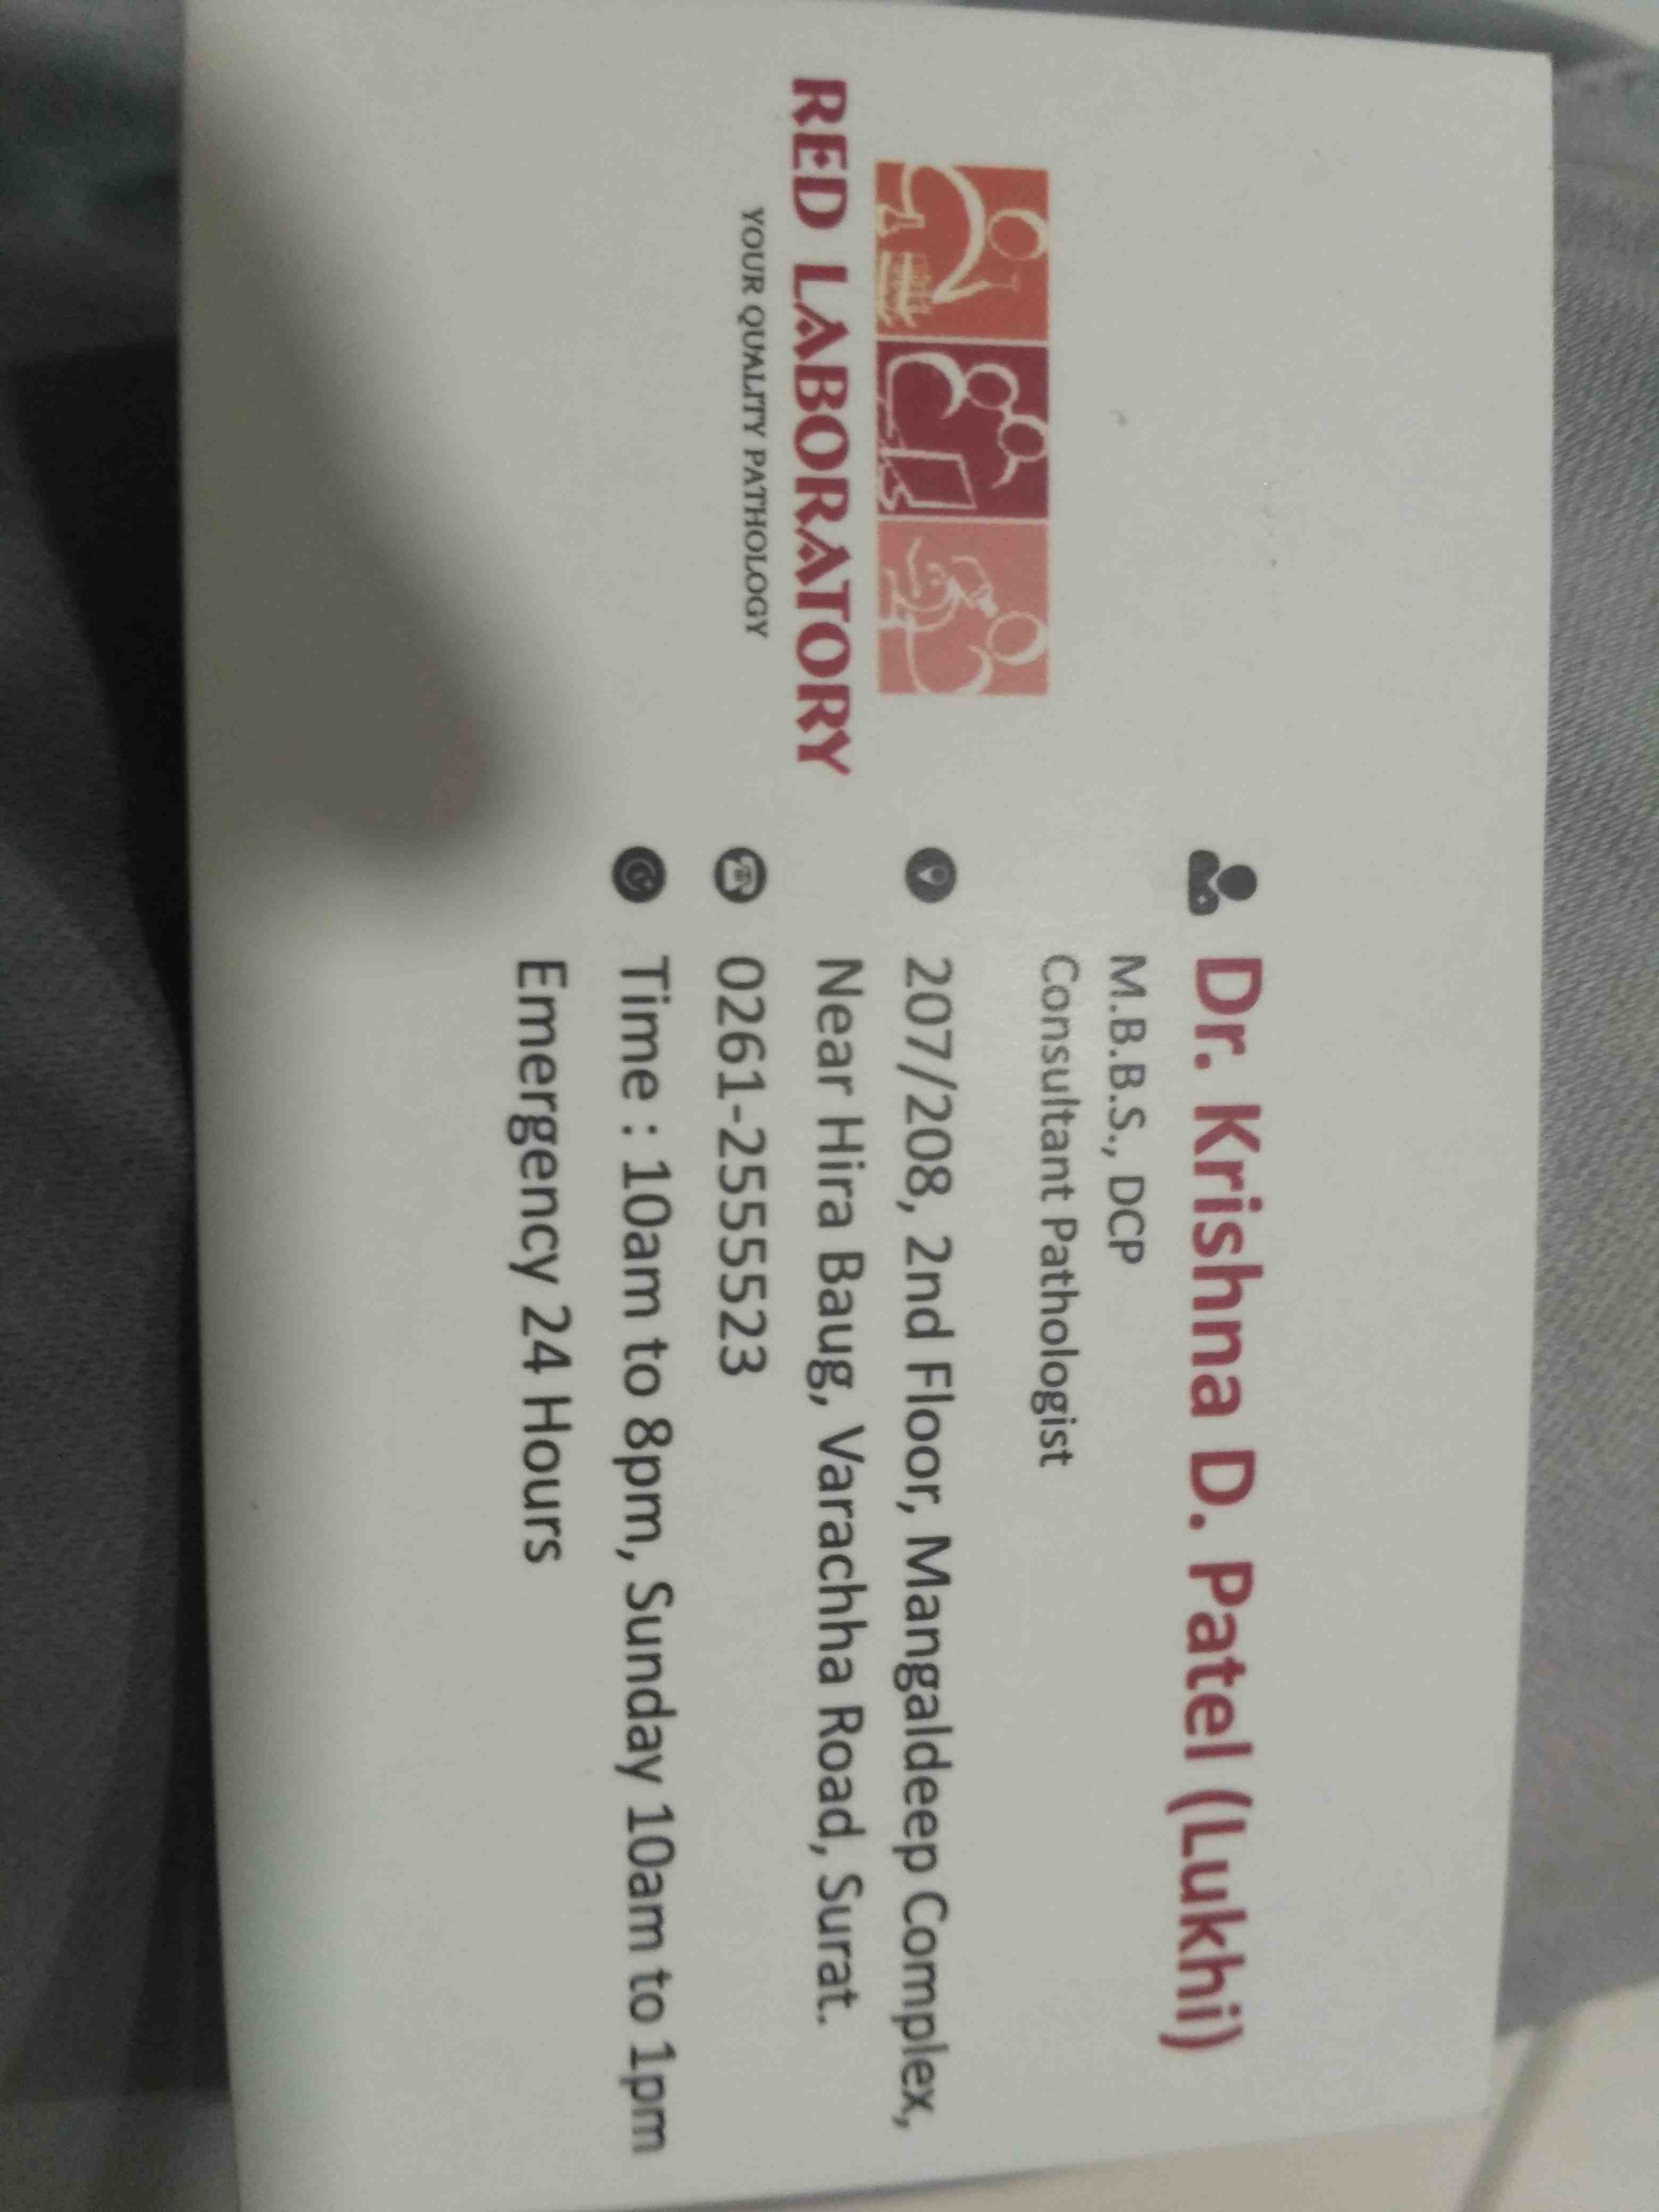 RED LABORATORY
YOUR QUALITY PATHOLOGY
Dr. Krishna D. Patel (Lukhi)
M.B.B.S., DCP
Consultant Pathologist
207/208, 2nd Floor, Mangaldeep Complex,
Near Hira Baug, Varachha Road, Surat.
0261-2555523
Time : 10am to 8pm, Sunday 10am to 1pm
Emergency 24 Hours